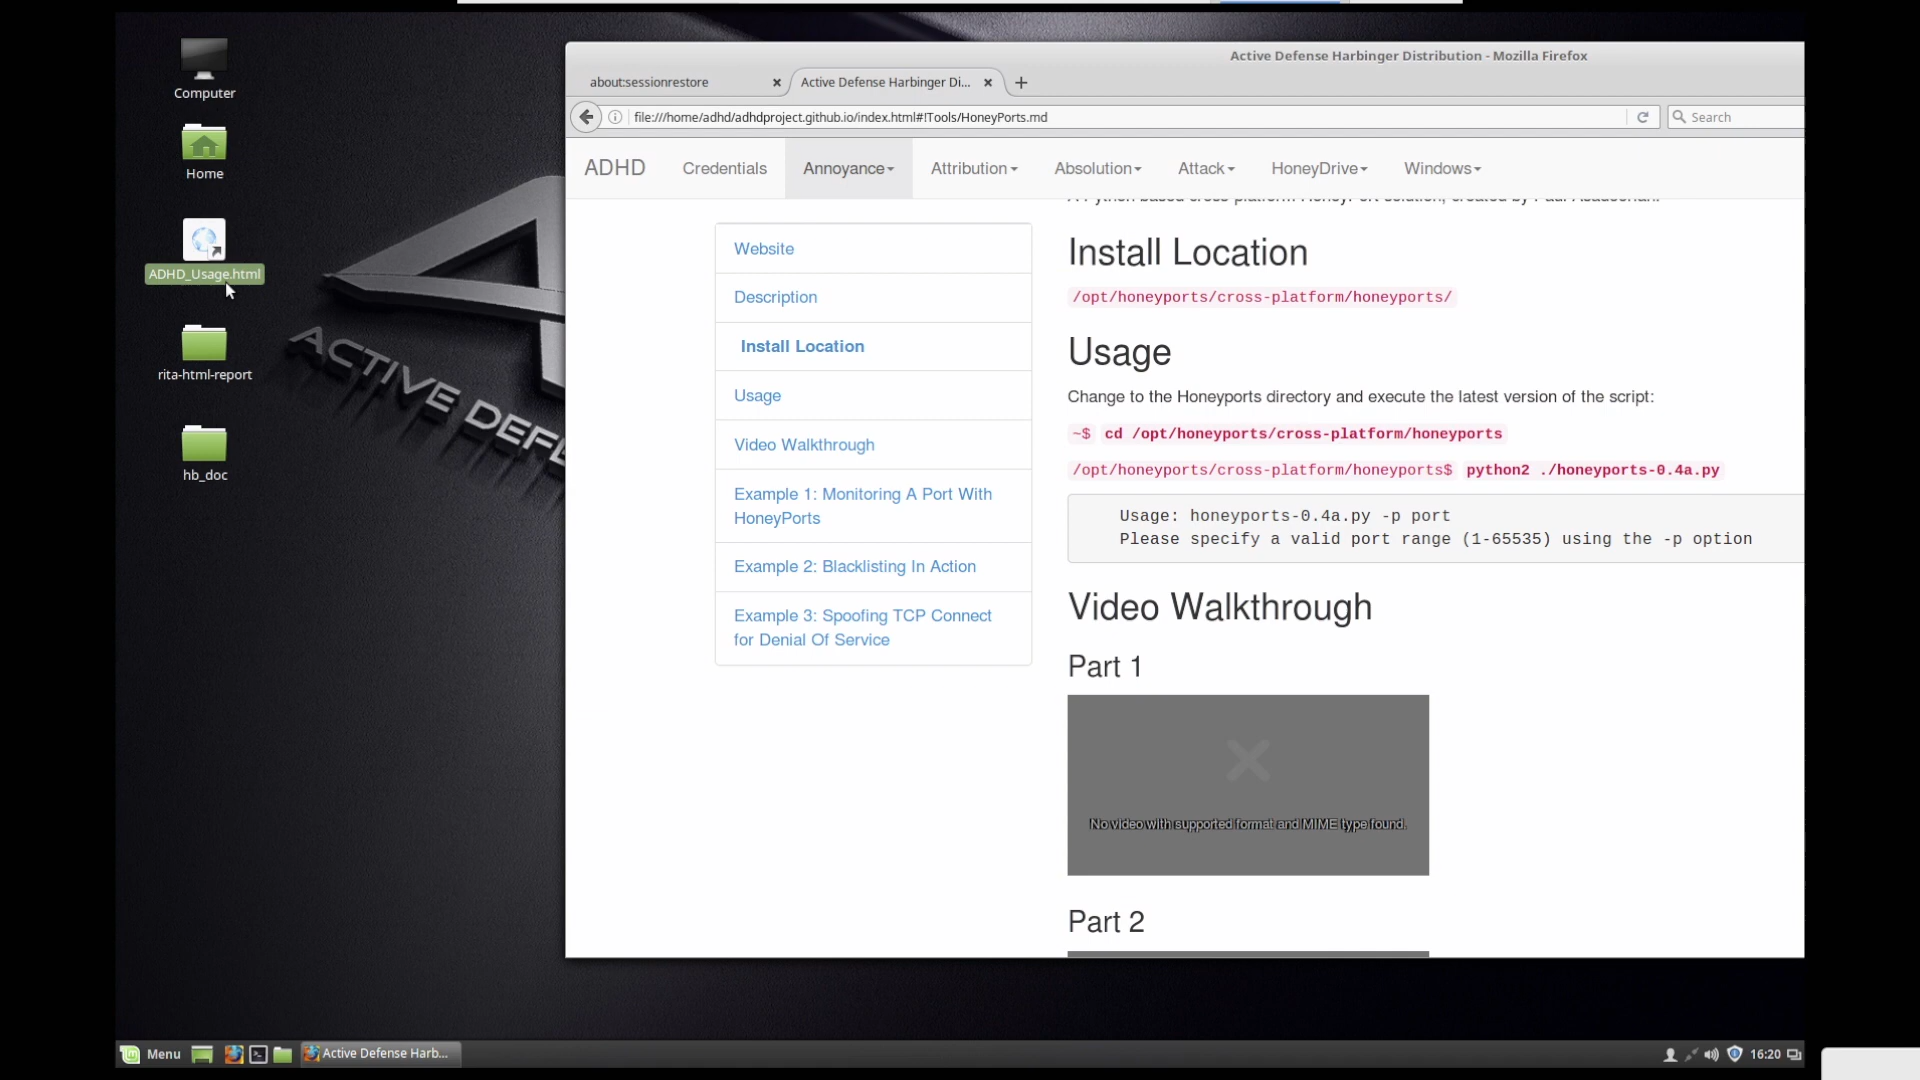 Computer
Home
ADHD_Usage.html
rita-html-report
hb_doc
ACTIVE DEFE
Active Defense Harbinger Distribution - Mozilla Firefox
about:sessionrestore
Active Defense Harbinger Di...
file:///home/adhd/adhdproject.github.io/index.html#!Tools/HoneyPorts.md
Search
ADHD Credentials Annoyance Attribution Absolution Attack HoneyDrive Windows
Website
Description
Install Location
Usage
Video Walkthrough
Example 1: Monitoring A Port With
HoneyPorts
Example 2: Blacklisting In Action
Example 3: Spoofing TCP Connect
for Denial Of Service
Install Location
/opt/honeyports/cross-platform/honeyports/
Usage
Change to the Honeyports directory and execute the latest version of the script:
~$ cd /opt/honeyports/cross-platform/honeyports
/opt/honeyports/cross-platform/honeyports$ python2 ./honeyports-0.4a.py
Usage: honeyports-0.4a.py -p port
Please specify a valid port range (1-65535) using the -p option
Video Walkthrough
Part 1
No video with supported format and MIME type found.
Part 2
Menu
Active Defense Harb...
16:20